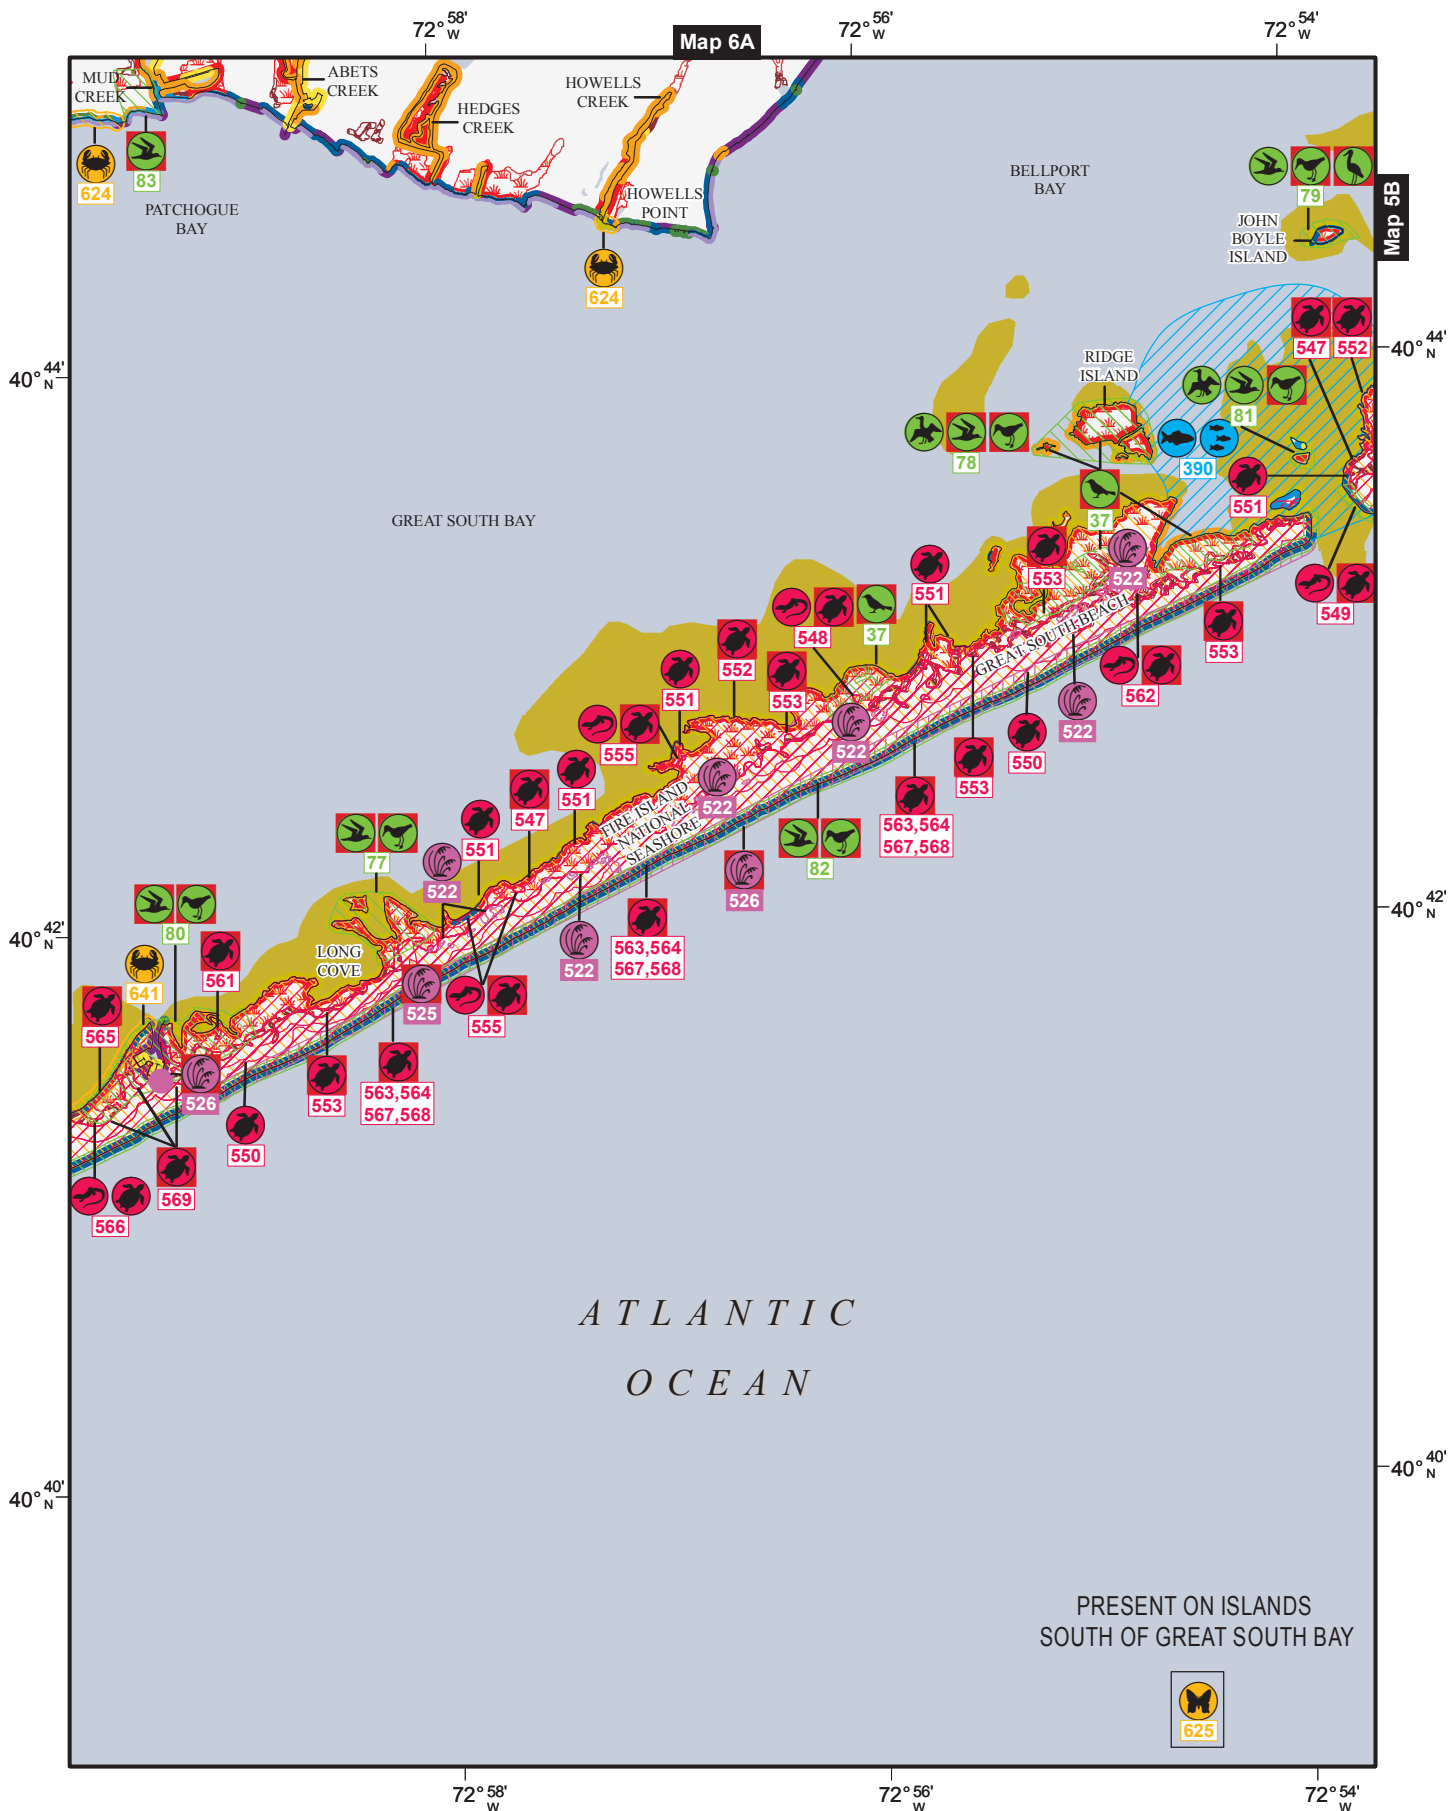 72° 58' W
72° 56' W
72° 54' W
Map 6A
MUD
CREEK
ABETS
CREEK
HEDGES
CREEK
HOWELLS
CREEK
624
83
PATCHOGUE
BAY
HOWELLS
POINT
624
BELLPORT
BAY
79
JOHN
BOYLE
ISLAND
Map 5B
547
552
40° 44' N
40° 44' N
RIDGE
ISLAND
81
78
390
551
37
GREAT SOUTH BAY
553
522
549
551
548
37
GREAT SOUTH BEACH
553
562
522
552
551
553
555
522
550
553
551
522
563,564
567,568
547
FIRE ISLAND
NATIONAL
SEASHORE
551
82
77
522
526
40° 42' N
40° 42' N
80
522
563,564
567,568
LONG
COVE
561
641
525
555
565
526
553
563,564
567,568
550
569
566
ATLANTIC
OCEAN
40° 40' N
40° 40' N
PRESENT ON ISLANDS
SOUTH OF GREAT SOUTH BAY
625
72° 58' W
72° 56' W
72° 54' W